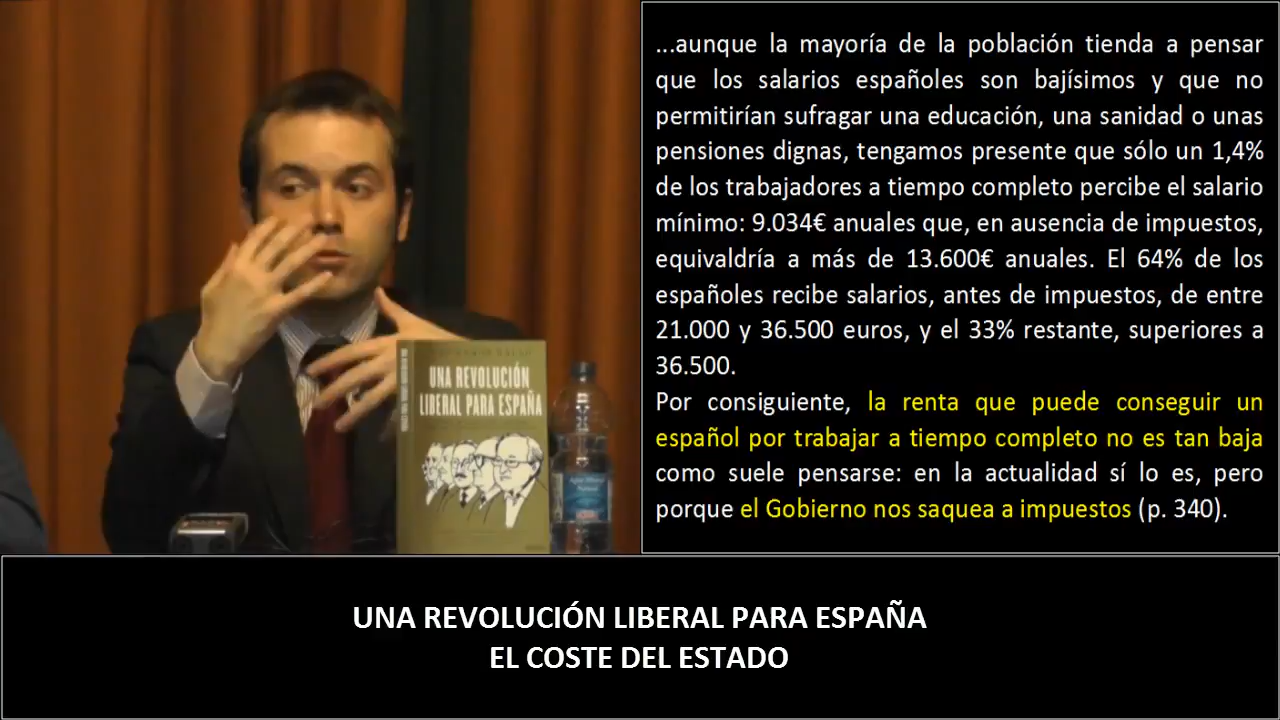 ...aunque la mayoría de la población tienda a pensar
que los salarios españoles son bajísimos y que no
permitirían sufragar una educación, una sanidad o unas
pensiones dignas, tengamos presente que sólo un 1,4%
de los trabajadores a tiempo completo percibe el salario
mínimo: 9.034€ anuales que, en ausencia de impuestos,
equivaldría a más de 13.600€ anuales. El 64% de los
españoles recibe salarios, antes de impuestos, de entre
21.000 y 36.500 euros, y el 33% restante, superiores a
36.500.
Por consiguiente, la renta que puede conseguir un
español por trabajar a tiempo completo no es tan baja
como suele pensarse: en la actualidad sí lo es, pero
porque el Gobierno nos saquea a impuestos (p. 340).
UNA REVOLUCIÓN
LIBERAL PARA ESPAÑA
UNA REVOLUCIÓN LIBERAL PARA ESPAÑA
EL COSTE DEL ESTADO